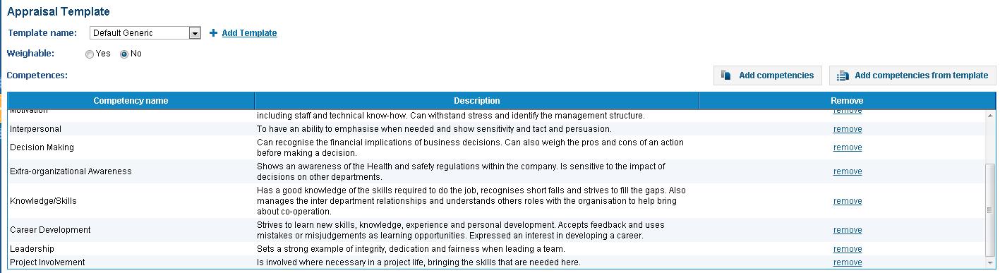 Appraisal Template
Template name: Default Generic Add Template
Weighable: Yes No
Competences: Add competencies Add competencies from template
Competency name Description Remove
Motivation including staff and technical know-how. Can withstand stress and identify the management structure. remove
Interpersonal To have an ability to emphasise when needed and show sensitivity and tact and persuasion. remove
Decision Making Can recognise the financial implications of business decisions. Can also weigh the pros and cons of an action
before making a decision. remove
Extra-organizational Awareness Shows an awareness of the Health and safety regulations within the company. Is sensitive to the impact of
decisions on other departments. remove
Knowledge/Skills Has a good knowledge of the skills required to do the job, recognises short falls and strives to fill the gaps. Also
manages the inter department relationships and understands others roles with the organisation to help bring
about co-operation. remove
Career Development Strives to learn new skills, knowledge, experience and personal development. Accepts feedback and uses
mistakes or misjudgements as learning opportunities. Expressed an interest in developing a career. remove
Leadership Sets a strong example of integrity, dedication and fairness when leading a team. remove
Project Involvement Is involved where necessary in a project life, bringing the skills that are needed here. remove